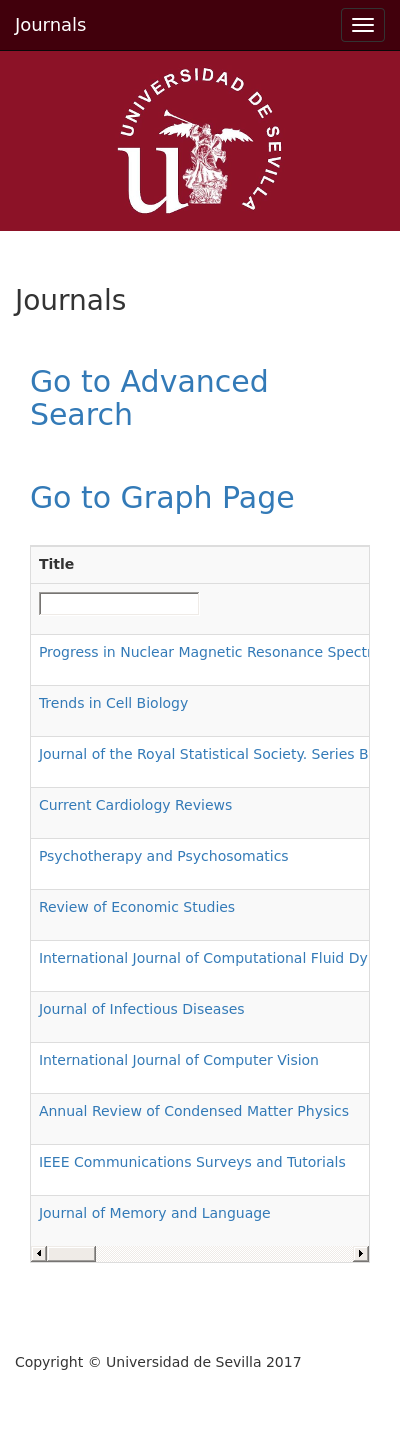 Journals
UNIVERSIDAD DE SEVILLA
u
Journals
Go to Advanced
Search
Go to Graph Page
Title
Progress in Nuclear Magnetic Resonance
Trends in Cell Biology
Journal of the Royal Statistical Society. Series B
Current Cardiology Reviews
Psychotherapy and Psychosomatics
Review of Economic Studies
International Journal of Computational Fluid Dy
Journal of Infectious Diseases
International Journal of Computer Vision
Annual Review of Condensed Matter Physics
IEEE Communications Surveys and Tutorials
Journal of Memory and Language
Copyright © Universidad de Sevilla 2017